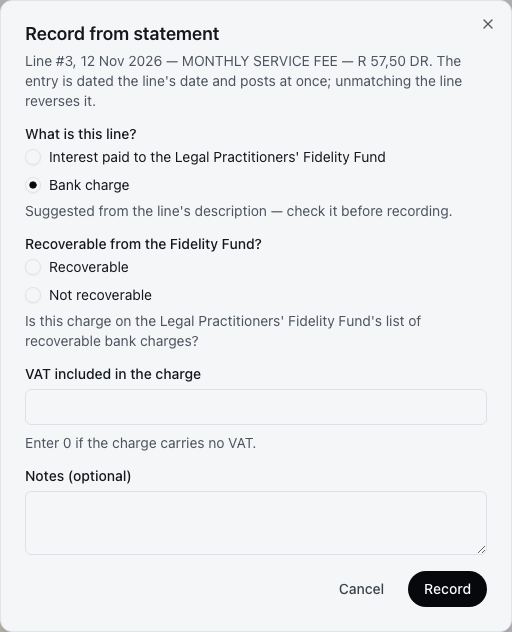 Record from statement
Line #3, 12 Nov 2026 — MONTHLY SERVICE FEE — R 57,50 DR. The
entry is dated the line's date and posts at once; unmatching the line
reverses it.
What is this line?
Interest paid to the Legal Practitioners' Fidelity Fund
Bank charge
Suggested from the line's description — check it before recording.
Recoverable from the Fidelity Fund?
Recoverable
Not recoverable
Is this charge on the Legal Practitioners' Fidelity Fund's list of
recoverable bank charges?
VAT included in the charge
Enter 0 if the charge carries no VAT.
Notes (optional)
Cancel
Record